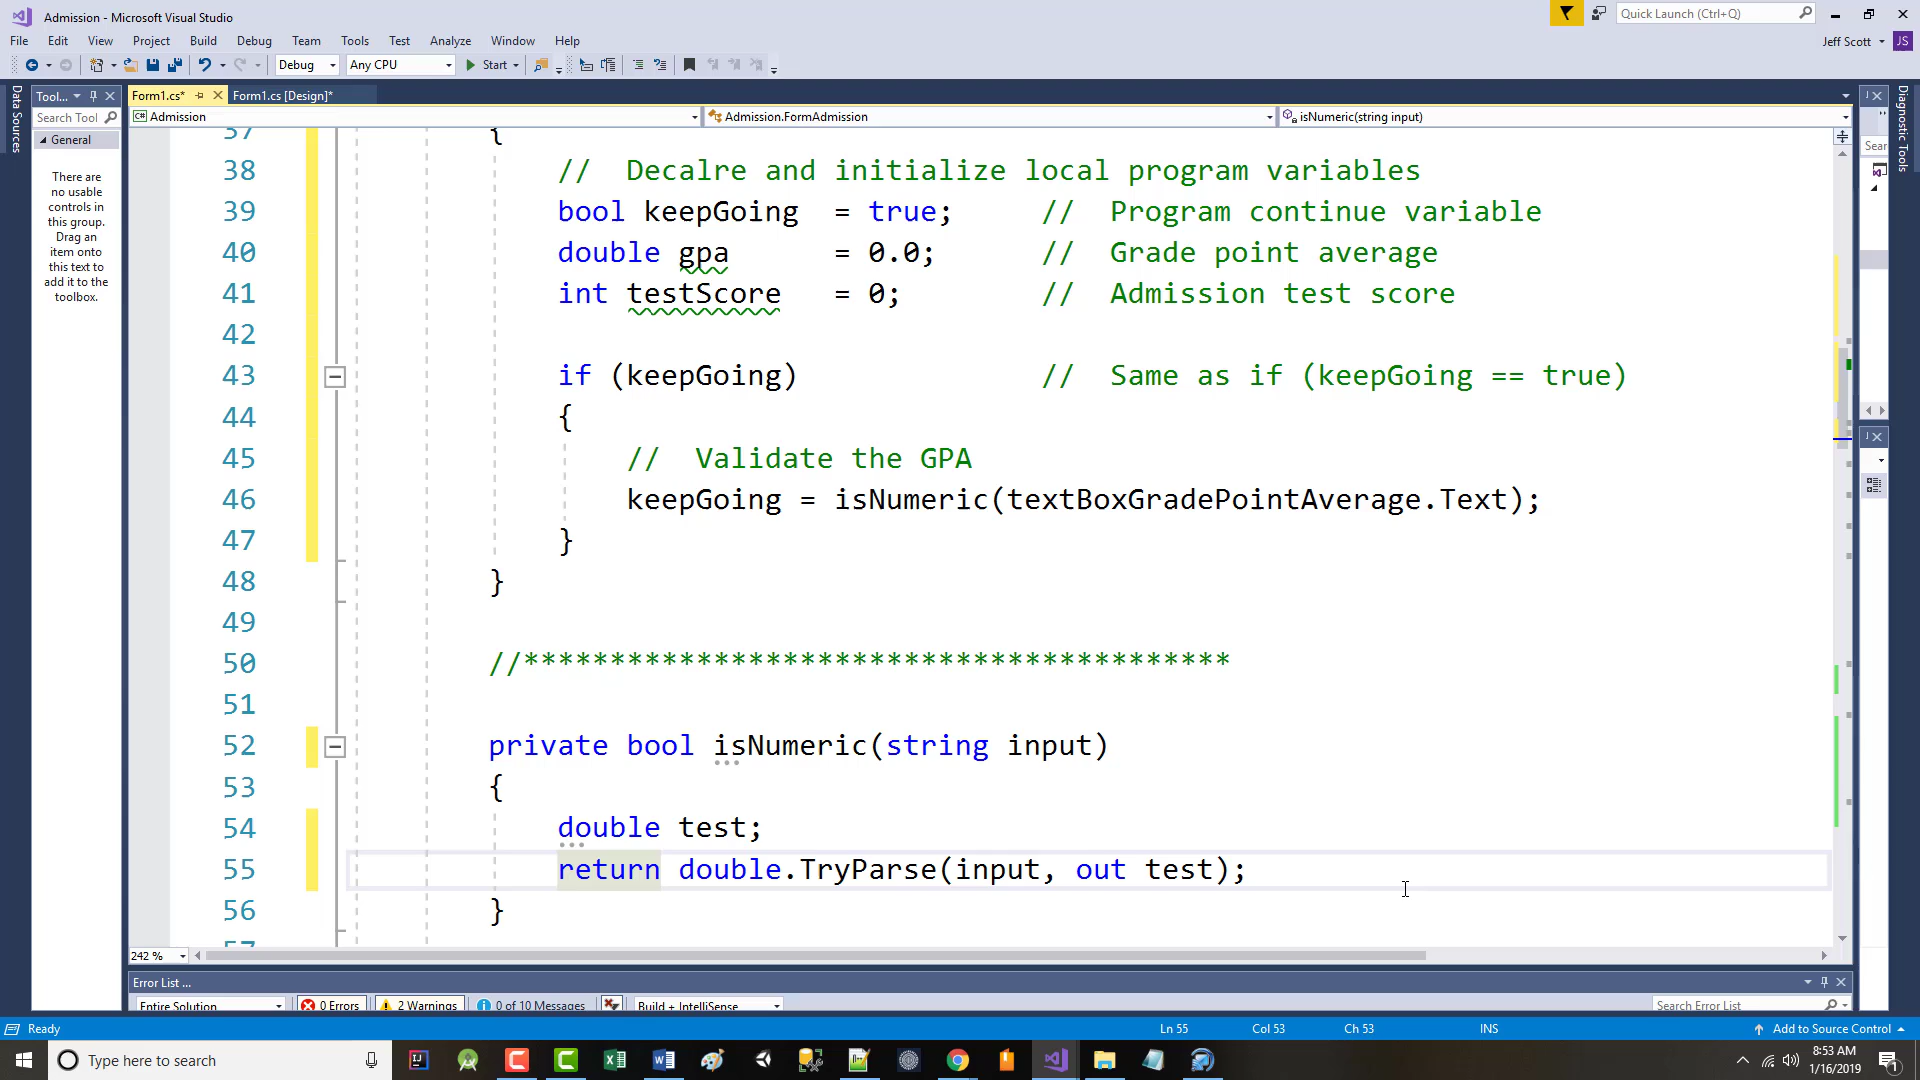 Admission - Microsoft Visual Studio
Quick Launch (Ctrl+Q)
File Edit View Project Build Debug Team Tools Test Analyze Window Help
Jeff Scott JS
Debug Any CPU Start
Data Sources
Tool...
Search Tool
General
There are
no usable
controls in
this group.
Drag an
item onto
this text to
add it to the
toolbox.
Form1.cs* Form1.cs [Design]*
Admission Admission.FormAdmission isNumeric(string input)
Sear
Diagnostic Tools
37 {
38 // Decalre and initialize local program variables
39 bool keepGoing = true; // Program continue variable
40 double gpa = 0.0; // Grade point average
41 int testScore = 0; // Admission test score
42
43 if (keepGoing) // Same as if (keepGoing == true)
44 {
45 // Validate the GPA
46 keepGoing = isNumeric(textBoxGradePointAverage.Text);
47 }
48 }
49
50 //*****************************************
51
52 private bool isNumeric(string input)
53 {
54 double test;
55 return double.TryParse(input, out test);
56 }
57
242 %
Error List ...
Entire Solution 0 Errors 2 Warnings 0 of 10 Messages Build + IntelliSense Search Error List
Ready Ln 55 Col 53 Ch 53 INS Add to Source Control
Type here to search
8:53 AM
1/16/2019
1